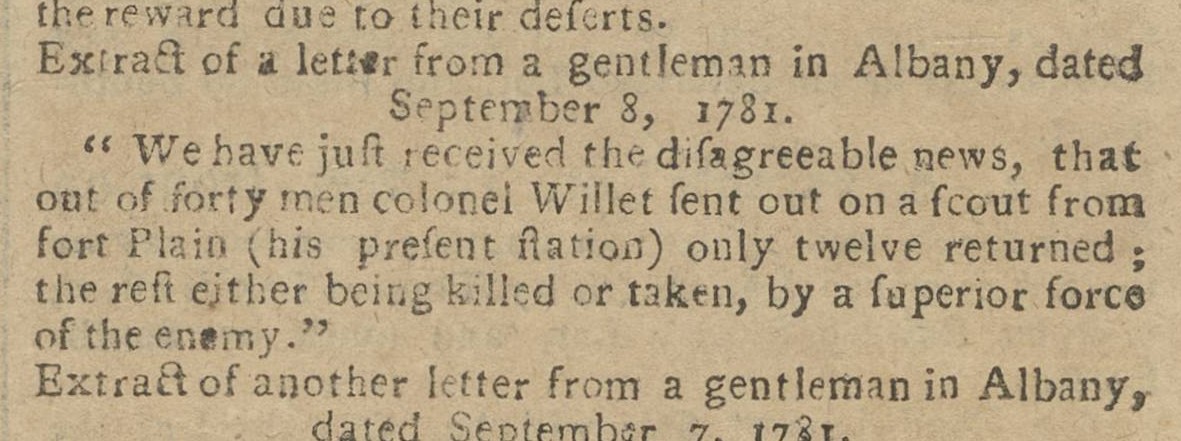 the reward due to their deſerts.
Extract of a letter from a gentleman in Albany, dated
September 8, 1781.
“ We have juſt received the diſagreeable news, that
out of forty men colonel Willet ſent out on a ſcout from
fort Plain (his preſent ſtation) only twelve returned ;
the reſt either being killed or taken, by a ſuperior force
of the enemy.”
Extract of another letter from a gentleman in Albany,
dated September 7, 1781.